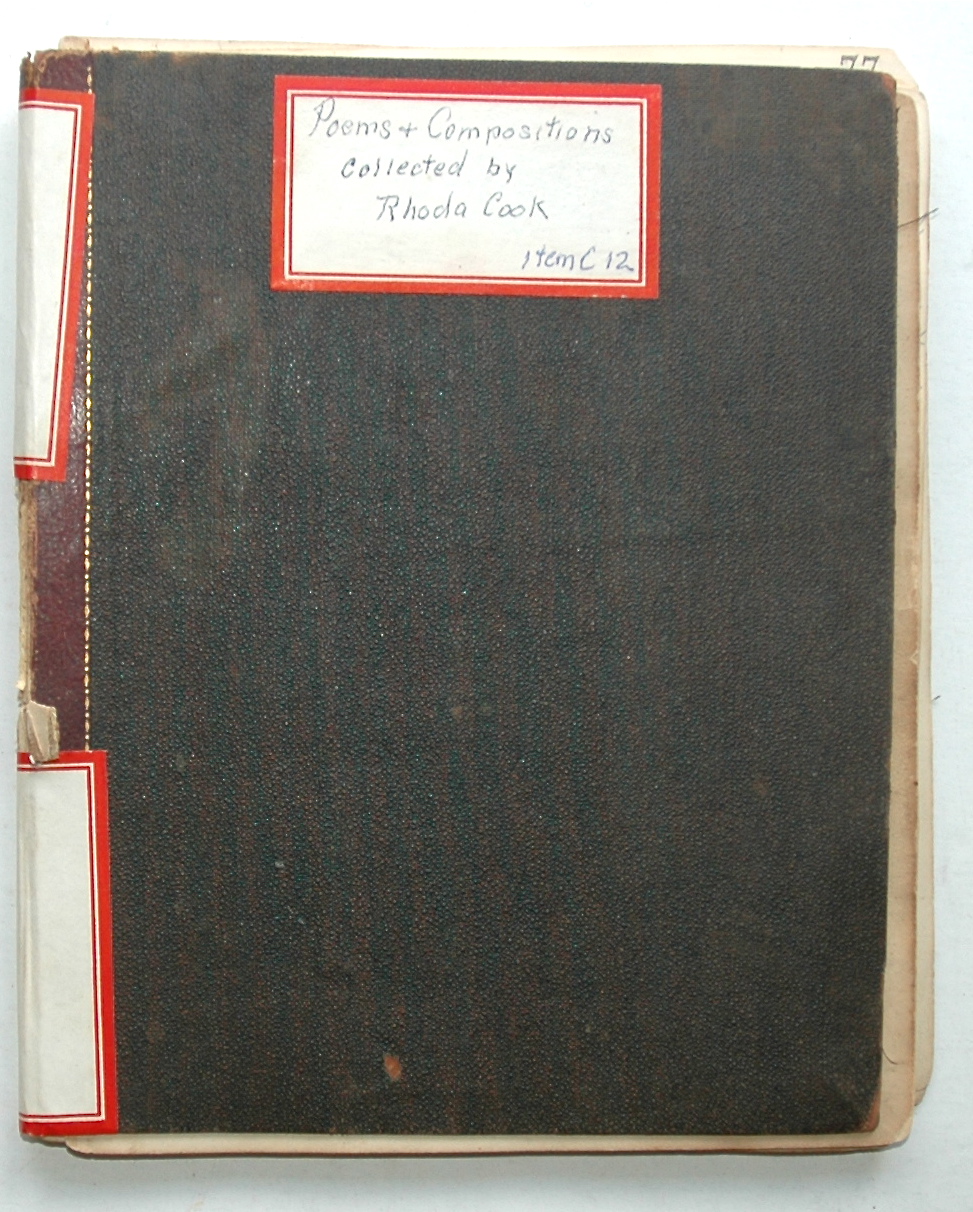 77
Poems + Compositions
collected by
Rhoda Cook
item C 12